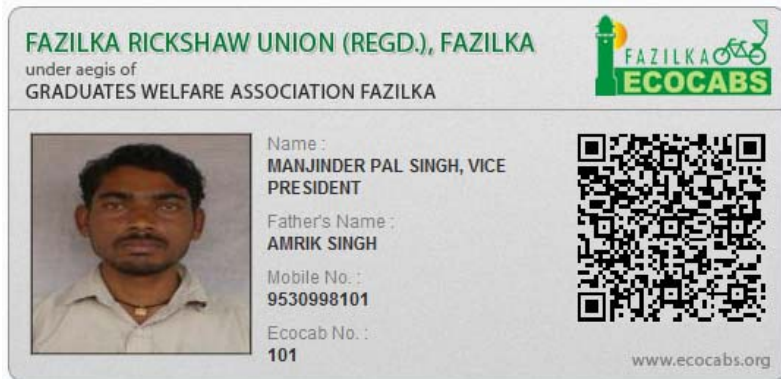 FAZILKA RICKSHAW UNION (REGD.), FAZILKA
under aegis of
GRADUATES WELFARE ASSOCIATION FAZILKA
FAZILKA
ECOCABS
Name :
MANJINDER PAL SINGH, VICE
PRESIDENT
Father's Name :
AMRIK SINGH
Mobile No. :
9530998101
Ecocab No. :
101
www.ecocabs.org